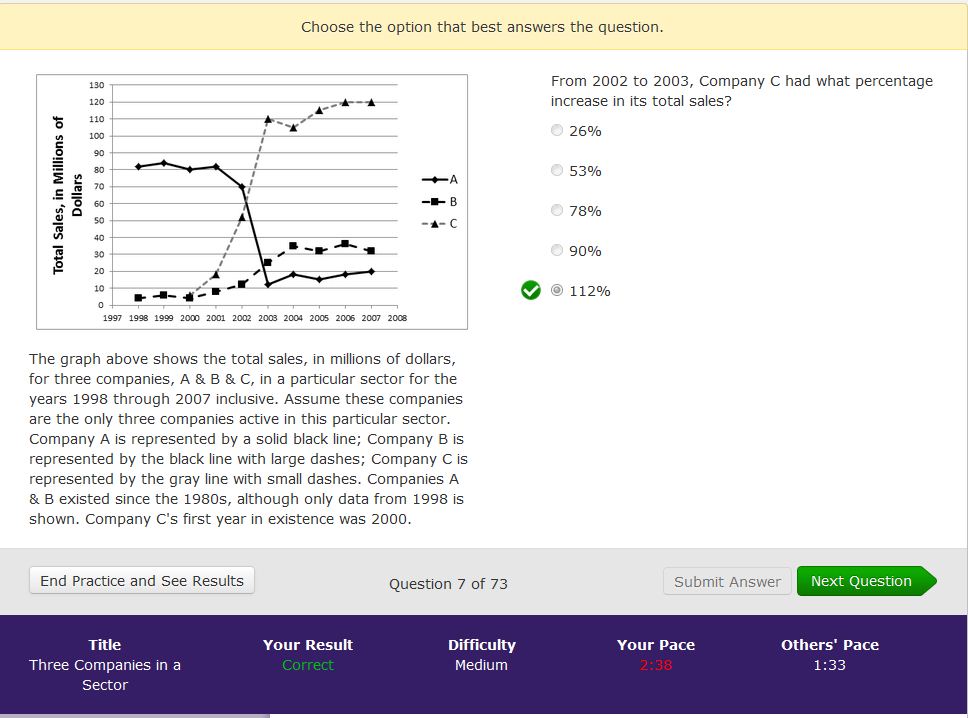 Choose the option that best answers the question.
Total Sales, in Millions of
Dollars
130
120
110
100
90
80
70
60
50
40
30
20
10
0
1997 1998 1999 2000 2001 2002 2003 2004 2005 2006 2007 2008
A
B
C
The graph above shows the total sales, in millions of dollars,
for three companies, A & B & C, in a particular sector for the
years 1998 through 2007 inclusive. Assume these companies
are the only three companies active in this particular sector.
Company A is represented by a solid black line; Company B is
represented by the black line with large dashes; Company C is
represented by the gray line with small dashes. Companies A
& B existed since the 1980s, although only data from 1998 is
shown. Company C's first year in existence was 2000.
From 2002 to 2003, Company C had what percentage
increase in its total sales?
26%
53%
78%
90%
112%
End Practice and See Results
Question 7 of 73
Submit Answer
Next Question
Title
Three Companies in a
Sector
Your Result
Correct
Difficulty
Medium
Your Pace
2:38
Others' Pace
1:33